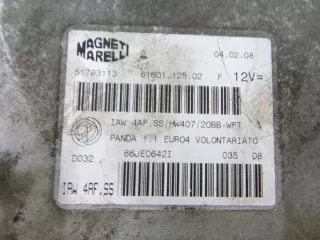 MAGNETI
MARELLI
04.02.08
51793113 61601.125.02 F 12V=
IAW 4AF.SS/HW407/20BB-WFT
PANDA 1.1 EURO4 VOLONTARIATO
D032 66JE0642I 035 08
IAW 4AF.SS